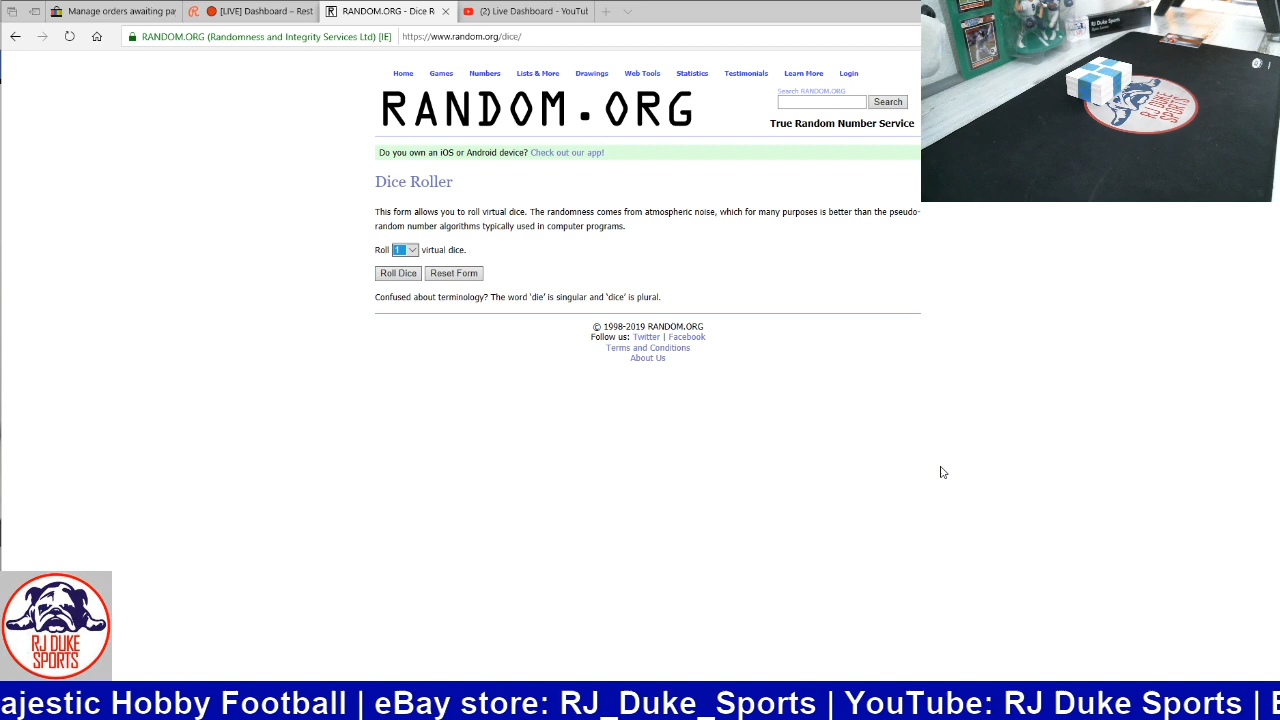 Manage orders awaiting pa
[LIVE] Dashboard – Rest
RANDOM.ORG - Dice R
(2) Live Dashboard - YouTut
RANDOM.ORG (Randomness and Integrity Services Ltd) [IE]
https://www.random.org/dice/
Home Games Numbers Lists & More Drawings Web Tools Statistics Testimonials Learn More Login
Search RANDOM.ORG
RANDOM.ORG
Search
True Random Number Service
Do you own an iOS or Android device? Check out our app!
Dice Roller
This form allows you to roll virtual dice. The randomness comes from atmospheric noise, which for many purposes is better than the pseudo-
random number algorithms typically used in computer programs.
Roll 1 virtual dice.
Roll Dice Reset Form
Confused about terminology? The word 'die' is singular and 'dice' is plural.
© 1998-2019 RANDOM.ORG
Follow us: Twitter | Facebook
Terms and Conditions
About Us
RJ Duke Sports
RJ DUKE
SPORTS
RJ DUKE
SPORTS
ajestic Hobby Football | eBay store: RJ_Duke_Sports | YouTube: RJ Duke Sports | E